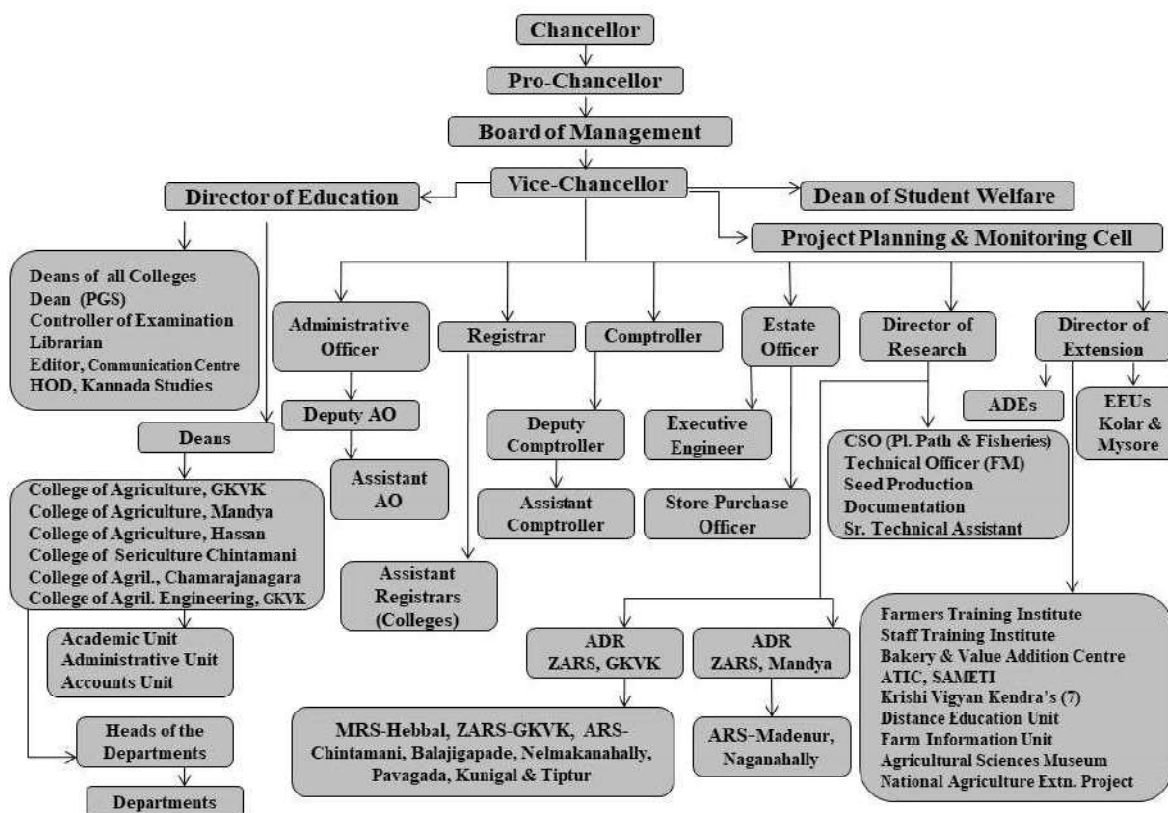 Chancellor
Pro-Chancellor
Board of Management
Vice-Chancellor
Director of Education
Dean of Student Welfare
Project Planning & Monitoring Cell
Deans of all Colleges
Dean (PGS)
Controller of Examination
Librarian
Editor, Communication Centre
HOD, Kannada Studies
Administrative
Officer
Registrar
Comptroller
Estate
Officer
Director of
Research
Director of
Extension
Deans
Deputy AO
Deputy
Comptroller
Executive
Engineer
ADEs
EEUs
Kolar &
Mysore
CSO (Pl. Path & Fisheries)
Technical Officer (FM)
Seed Production
Documentation
Sr. Technical Assistant
Assistant
AO
Assistant
Comptroller
Store Purchase
Officer
College of Agriculture, GKVK
College of Agriculture, Mandya
College of Agriculture, Hassan
College of Sericulture Chintamani
College of Agril., Chamarajanagara
College of Agril. Engineering, GKVK
Assistant
Registrars
(Colleges)
Academic Unit
Administrative Unit
Accounts Unit
ADR
ZARS, GKVK
ADR
ZARS, Mandya
Farmers Training Institute
Staff Training Institute
Bakery & Value Addition Centre
ATIC, SAMETI
Krishi Vigyan Kendra's (7)
Distance Education Unit
Farm Information Unit
Agricultural Sciences Museum
National Agriculture Extn. Project
Heads of the
Departments
MRS-Hebbal, ZARS-GKVK, ARS-
Chintamani, Balajigapade, Nelmakanahally,
Pavagada, Kunigal & Tiptur
ARS-Madenur,
Naganahally
Departments